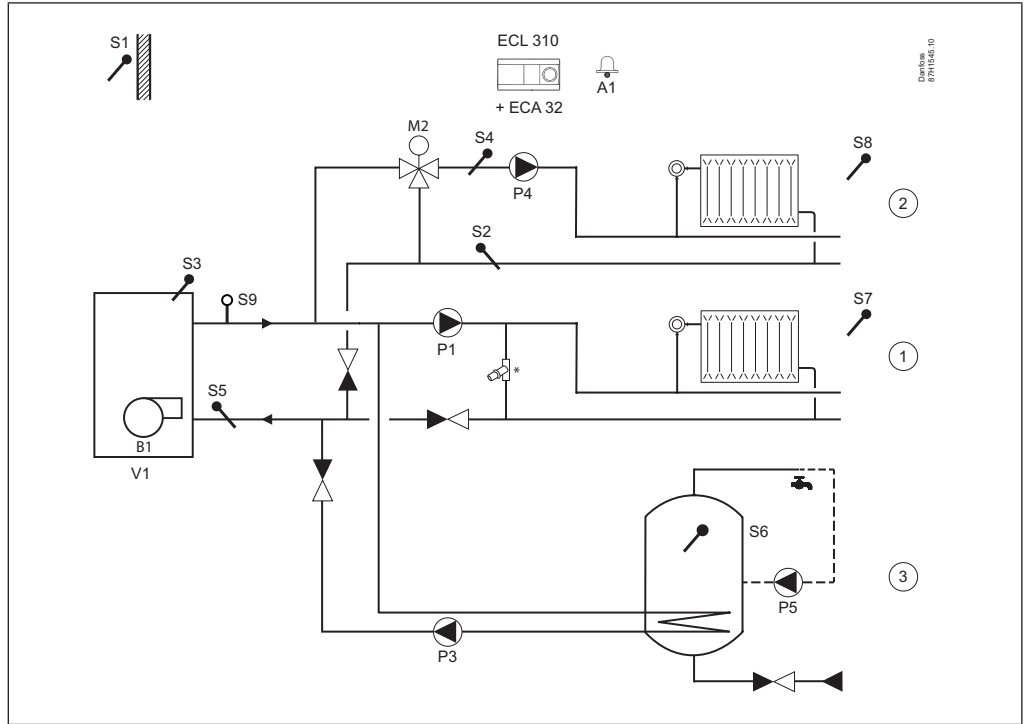 S1
ECL 310
+ ECA 32
A1
Danfoss
87H1545.10
M2
S4
P4
S8
2
S2
S3
S9
P1
S7
1
*
S5
B1
V1
S6
P5
3
P3